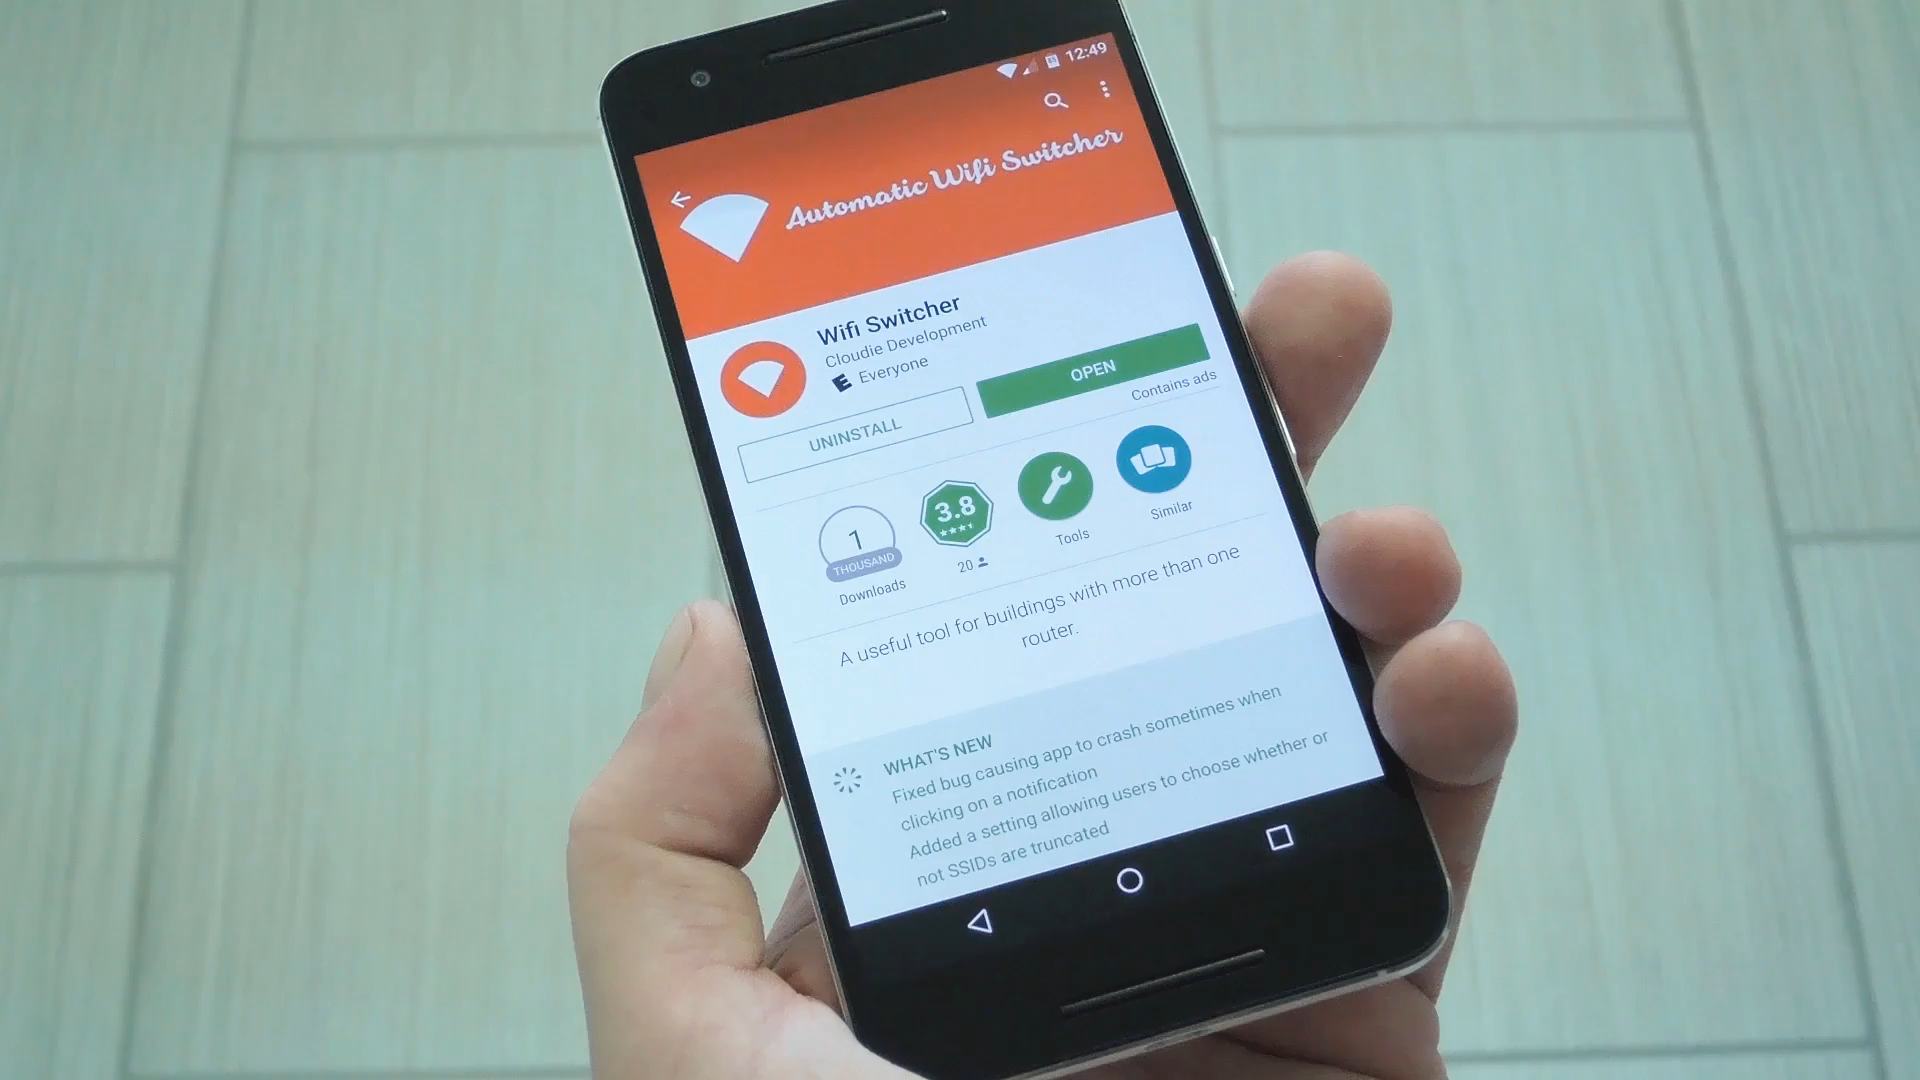 12:49
Automatic Wifi Switcher
Wifi Switcher
Cloudie Development
E Everyone
UNINSTALL
OPEN
Contains ads
1
THOUSAND
Downloads
3.8
20
Tools
Similar
A useful tool for buildings with more than one
router.
WHAT'S NEW
Fixed bug causing app to crash sometimes when
clicking on a notification
Added a setting allowing users to choose whether or
not SSIDs are truncated